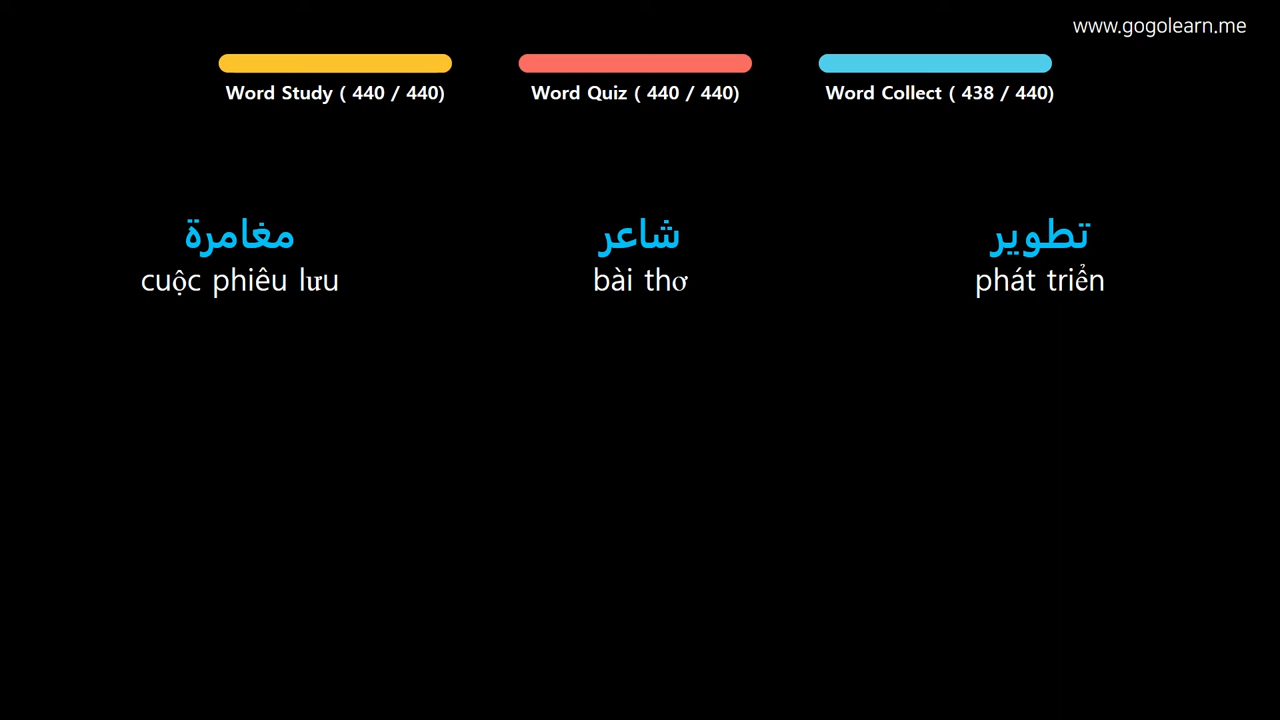 www.gogolearn.me
Word Study ( 440 / 440)
Word Quiz ( 440 / 440)
Word Collect ( 438 / 440)
مغامرة
cuộc phiêu lưu
شاعر
bài thơ
تطوير
phát triển